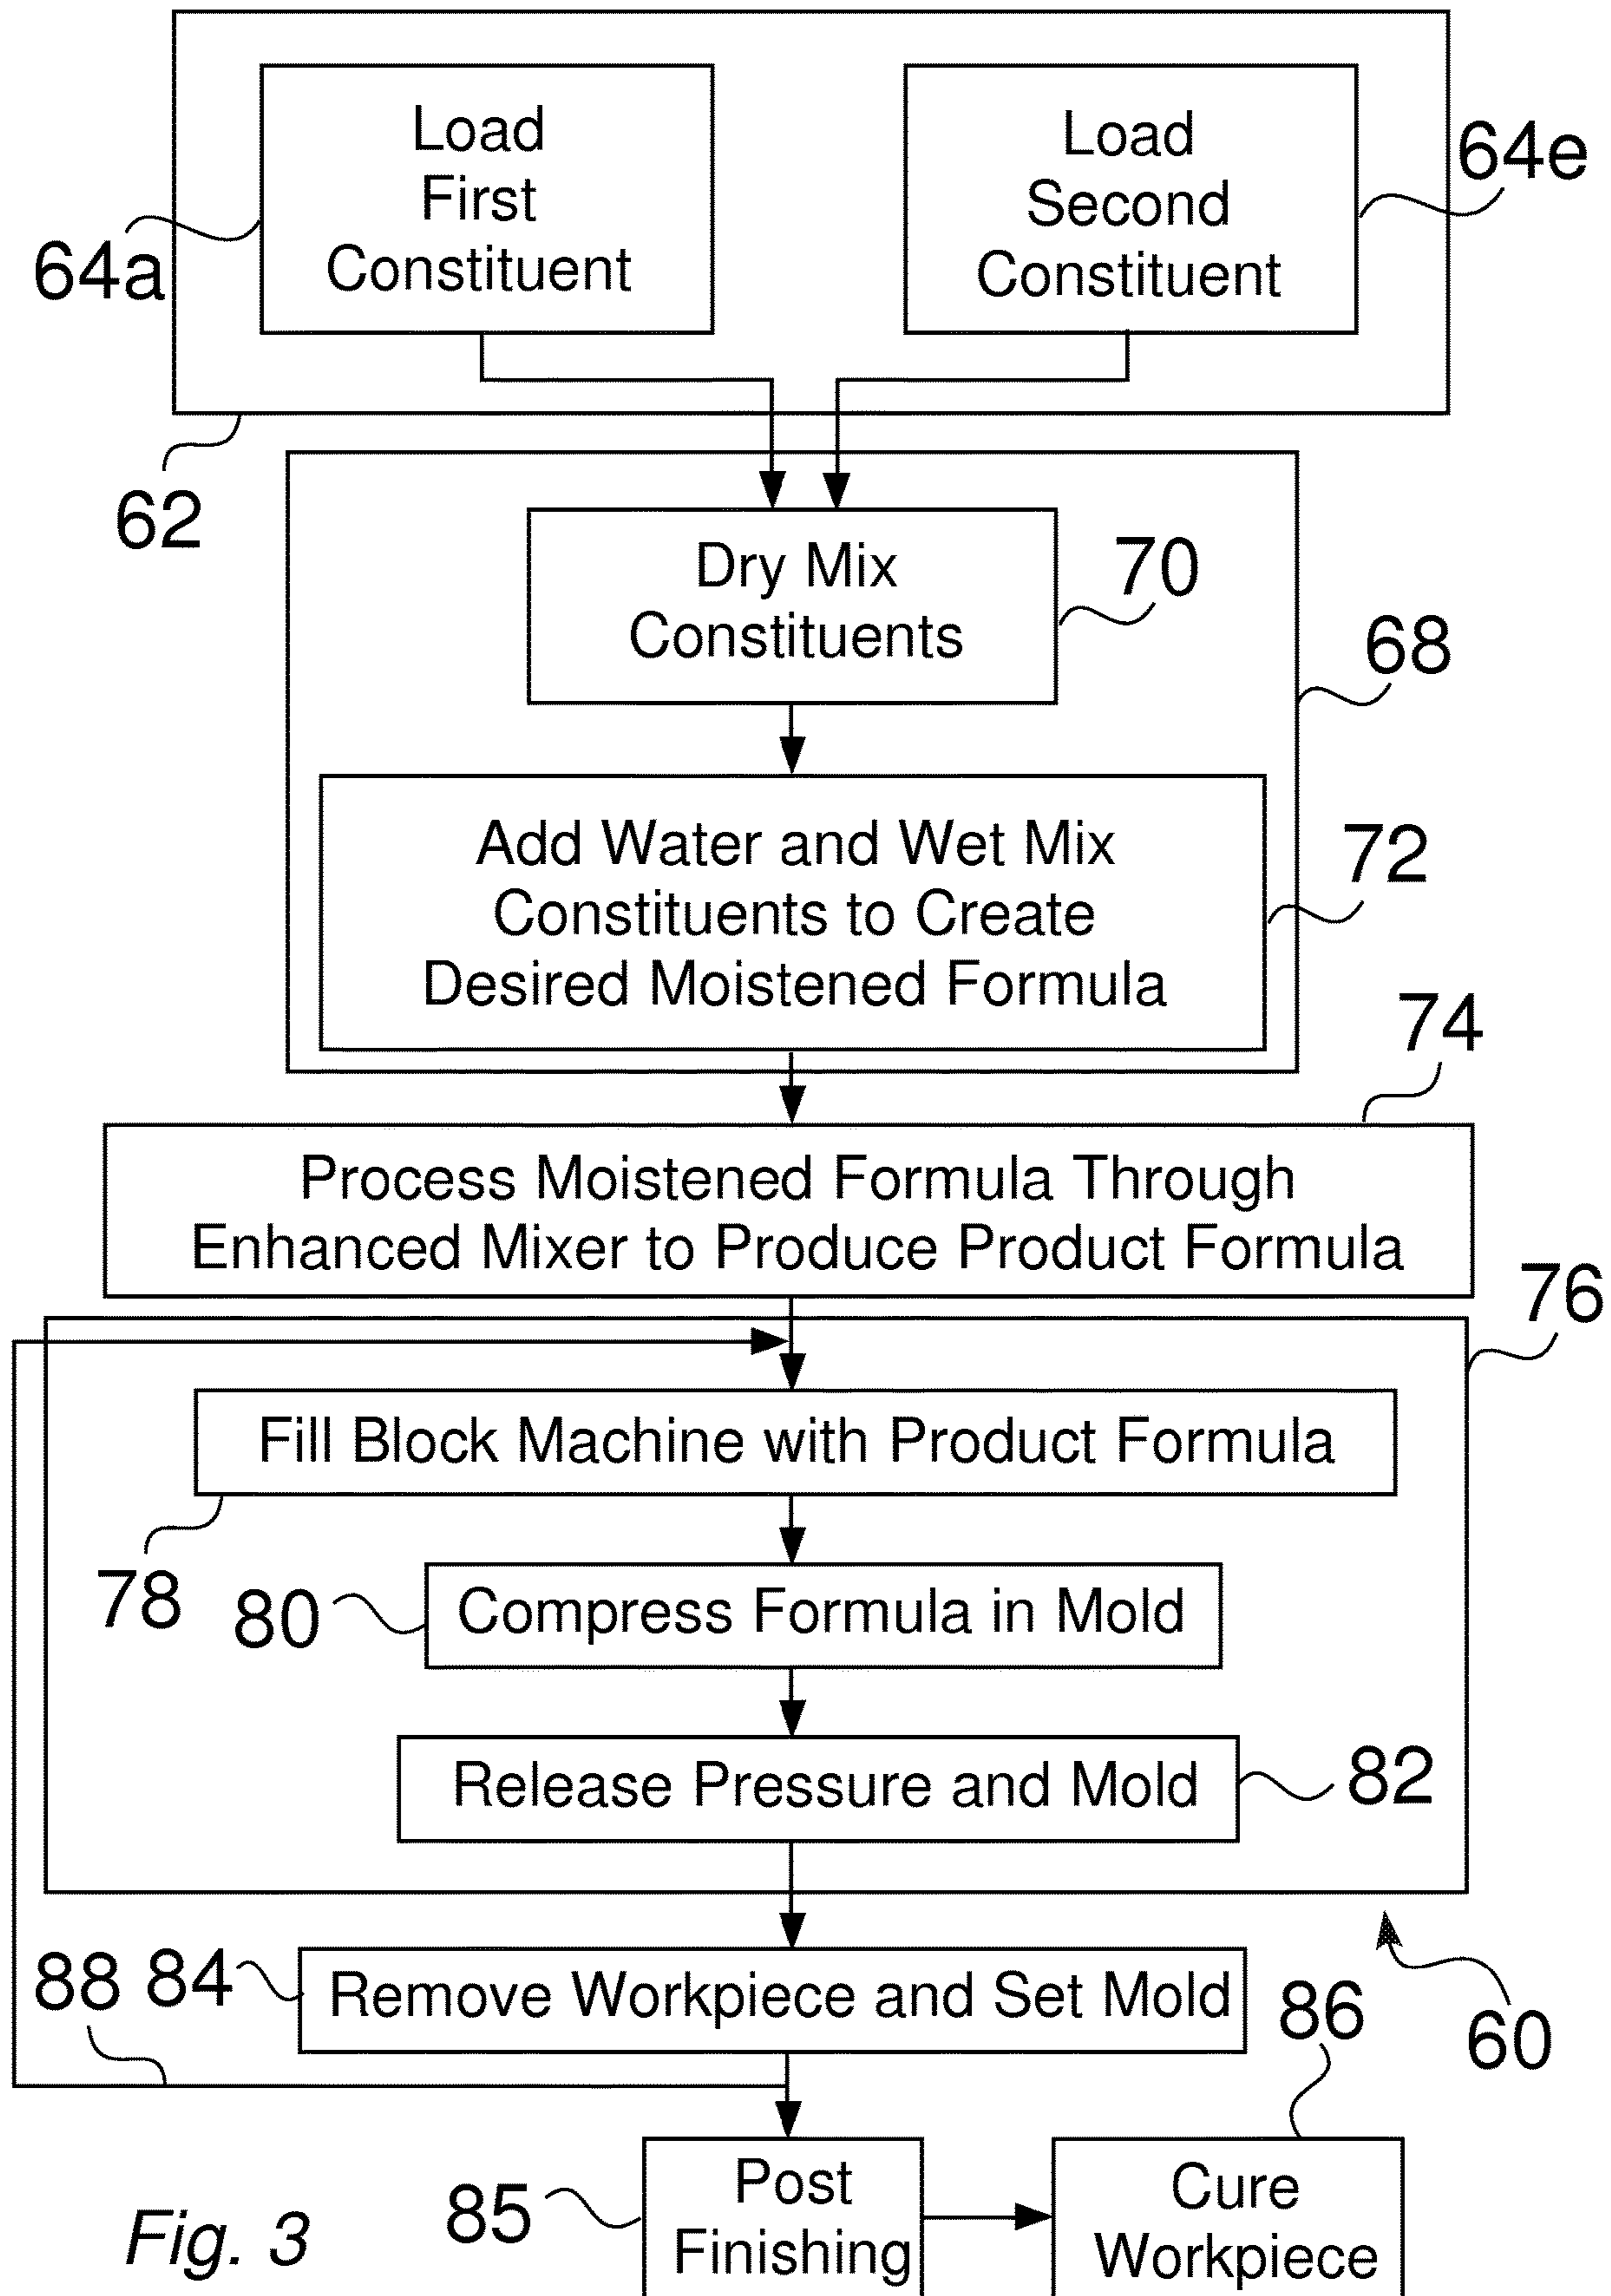 Load
First
Constituent
64a
Load
Second
Constituent
64e
62
Dry Mix
Constituents
70
68
Add Water and Wet Mix
Constituents to Create
Desired Moistened Formula
72
74
Process Moistened Formula Through
Enhanced Mixer to Produce Product Formula
76
Fill Block Machine with Product Formula
78
80
Compress Formula in Mold
Release Pressure and Mold
82
88
84
Remove Workpiece and Set Mold
86
60
85
Post
Finishing
Cure
Workpiece
Fig. 3